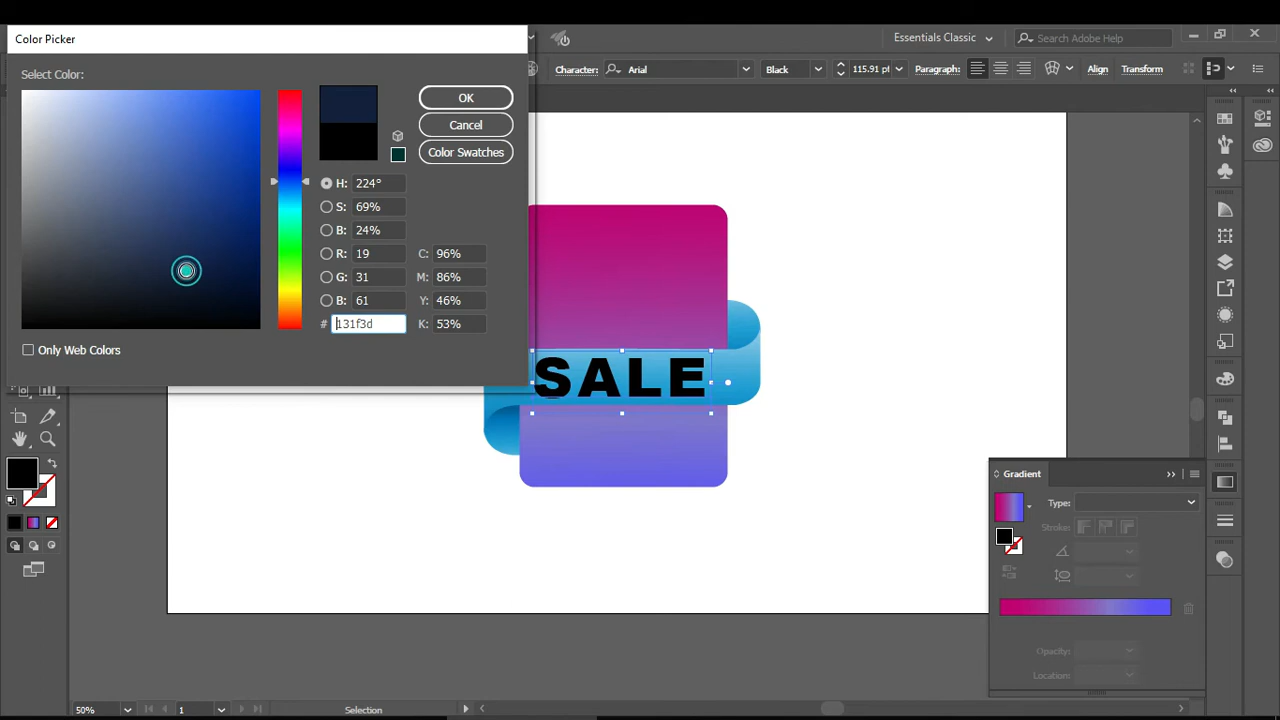 Color Picker
Essentials Classic
Search Adobe Help
Select Color:
OK
Cancel
Color Swatches
H: 224°
S: 69%
B: 24%
R: 19
G: 31
B: 61
# 131f3d
C: 96%
M: 86%
Y: 46%
K: 53%
Only Web Colors
Character:
Arial
Black
115.91 pt
Paragraph:
Align
Transform
SALE
Gradient
Type:
Stroke:
Opacity:
Location:
50%
1
Selection